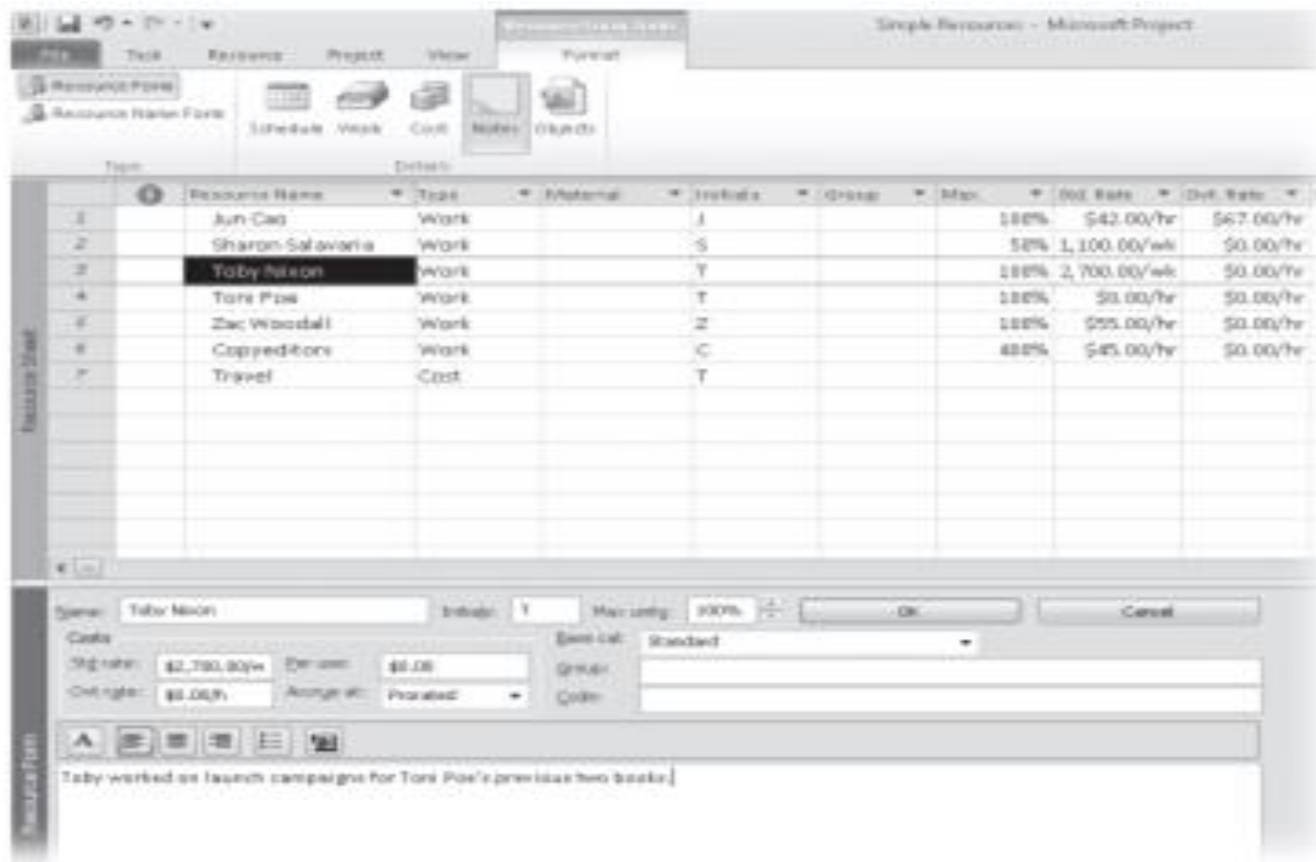 Simple Resources - Microsoft Project
File Task Resource Project View Format
Resource Form
Resource Name Form
Schedule Work Cost Notes Objects
Details
Resource Name Type Material Initials Group Max. Std. Rate Ovt. Rate
1 Jun Cao Work J 100% $42.00/hr $67.00/hr
2 Sharon Salavaria Work S 50% 1,100.00/wk $0.00/hr
3 Toby Nixon Work T 100% 2,700.00/wk $0.00/hr
4 Toni Poe Work T 100% $0.00/hr $0.00/hr
5 Zac Woodall Work Z 100% $55.00/hr $0.00/hr
6 Copyeditors Work C 400% $45.00/hr $0.00/hr
7 Travel Cost T
Resource Sheet
Name: Toby Nixon Initials: T Max units: 100% OK Cancel
Costs Base cal: Standard
Std rate: $2,700.00/w Per use: $0.00 Group:
Ovt rate: $0.00/h Accrue at: Prorated Code:
A
Toby worked on launch campaigns for Toni Poe's previous two books.
Resource Form